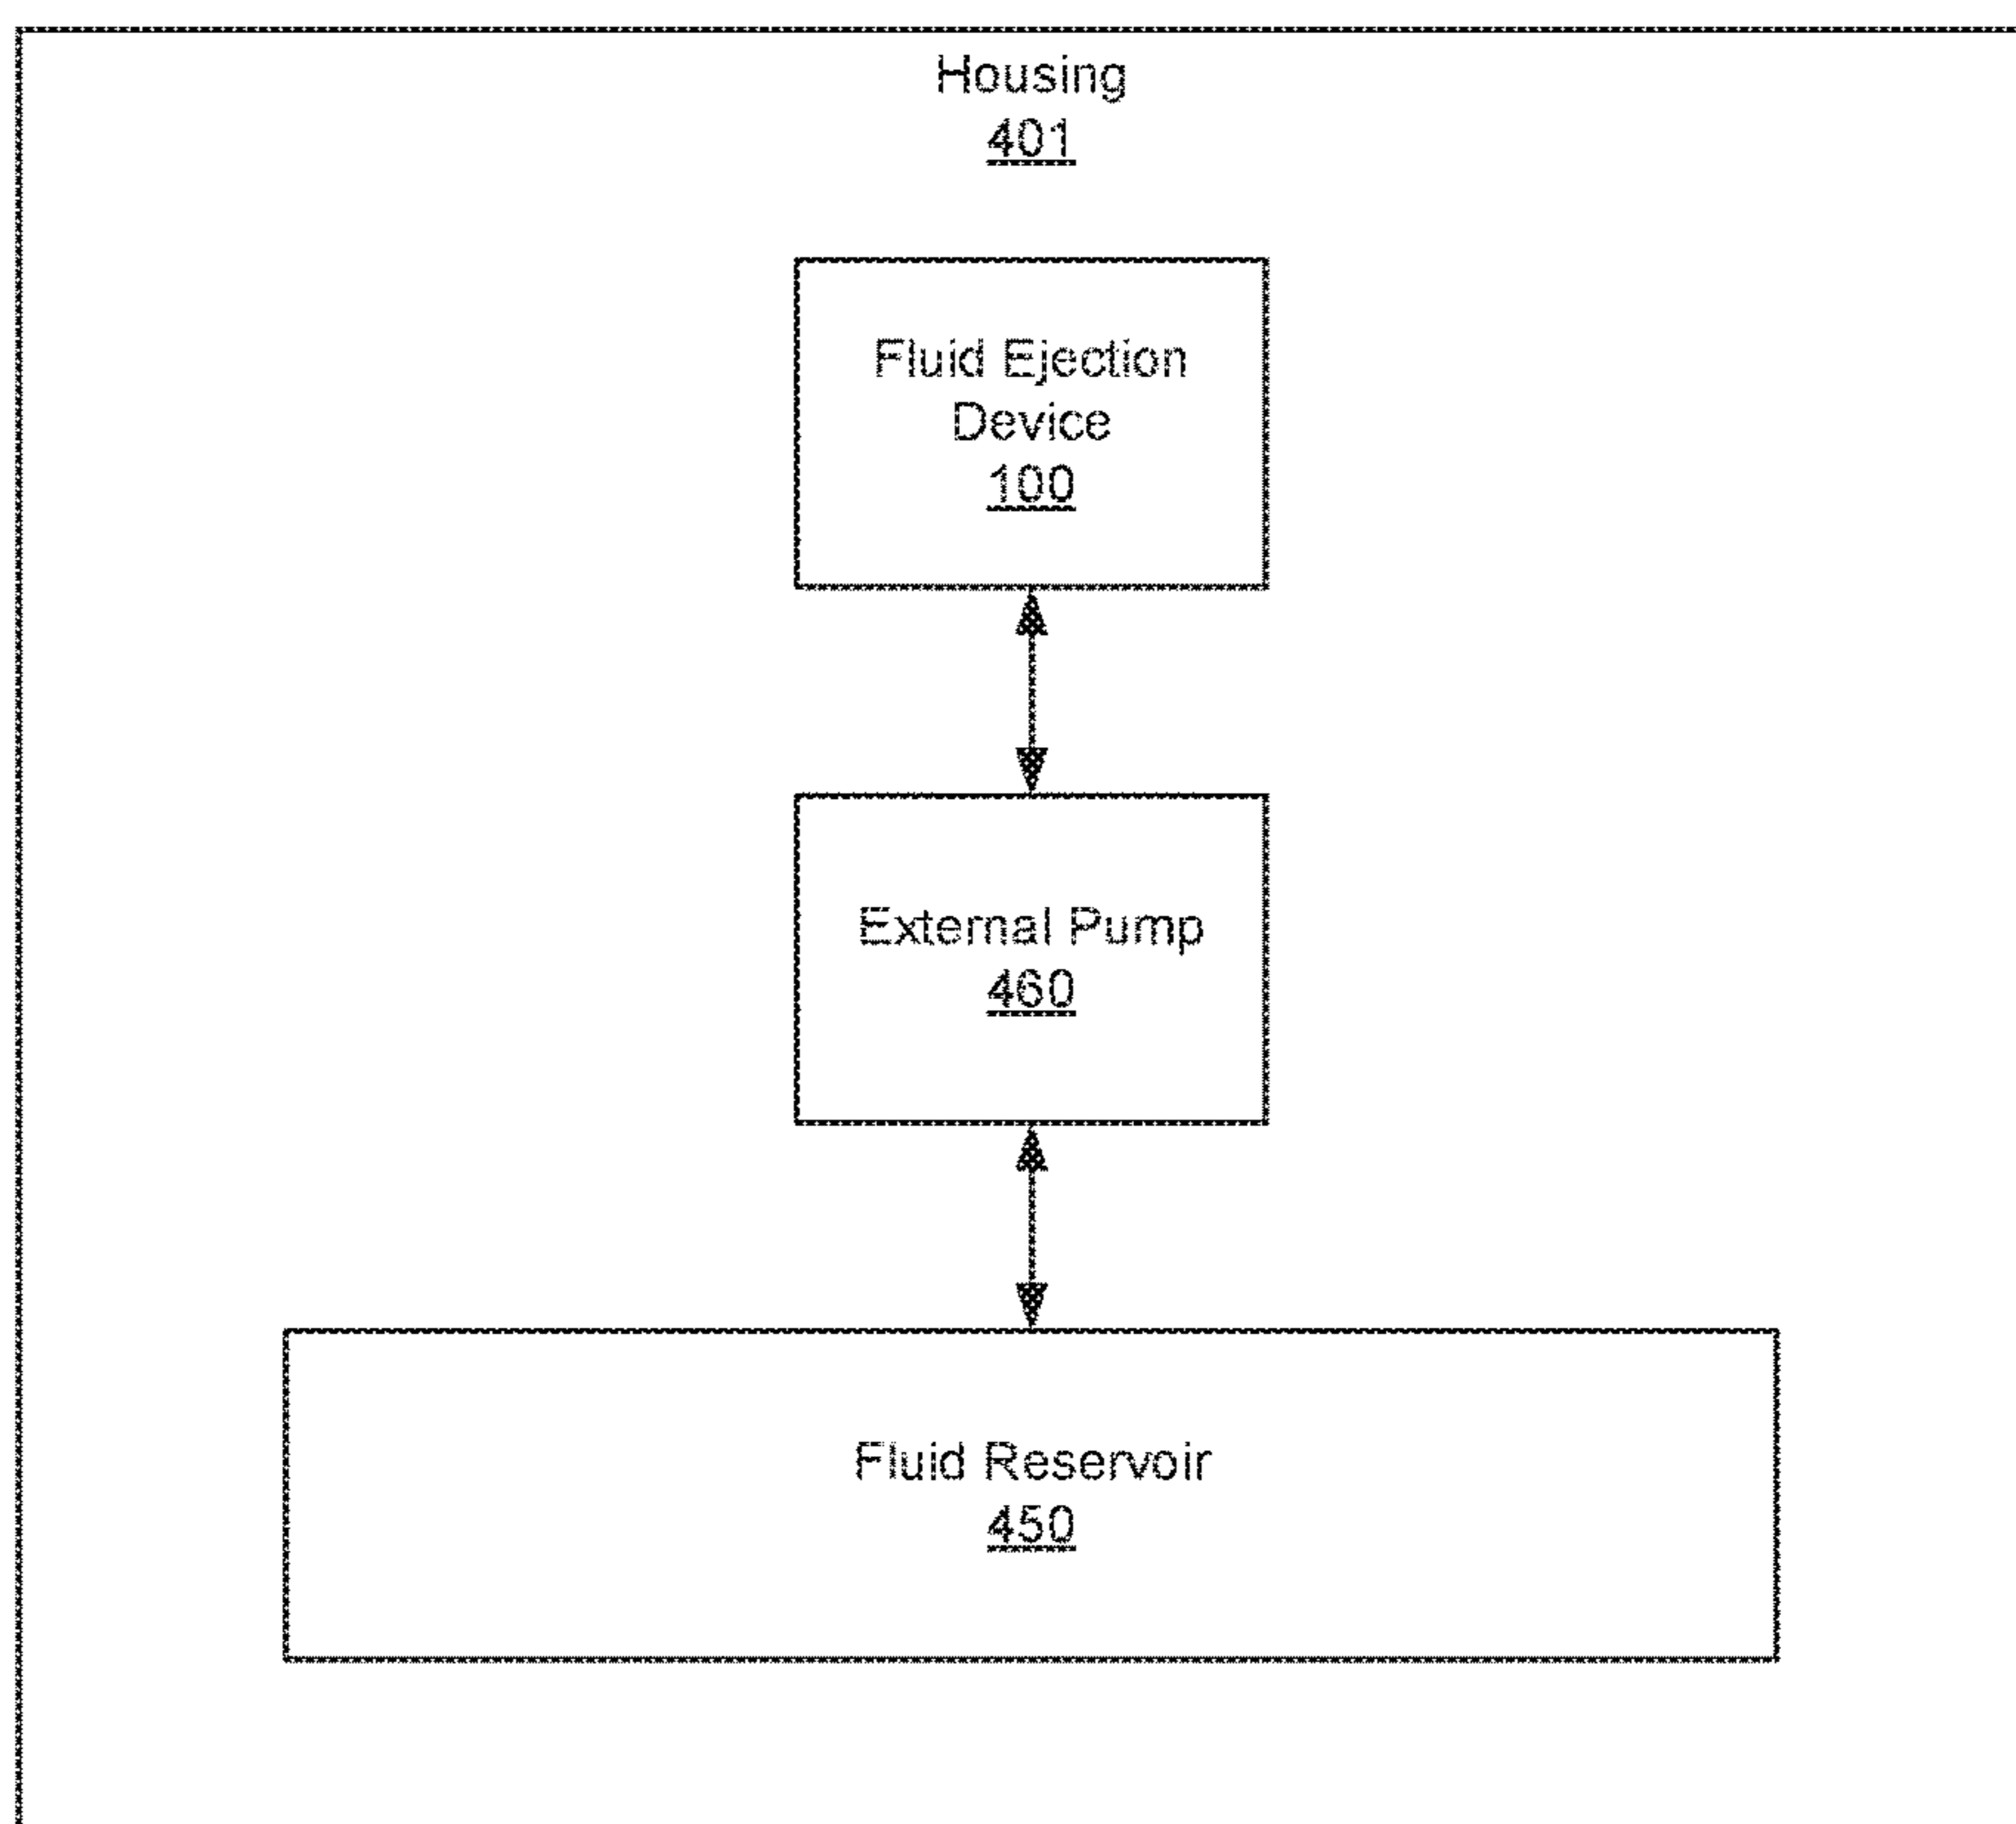 Housing
401
Fluid Ejection
Device
100
External Pump
460
Fluid Reservoir
450